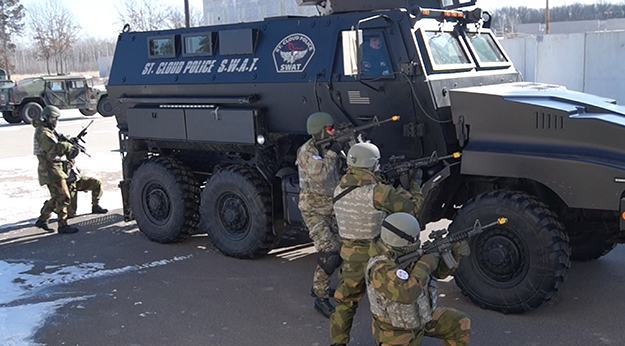 ST. CLOUD POLICE S.W.A.T.
ST. CLOUD POLICE
SWAT